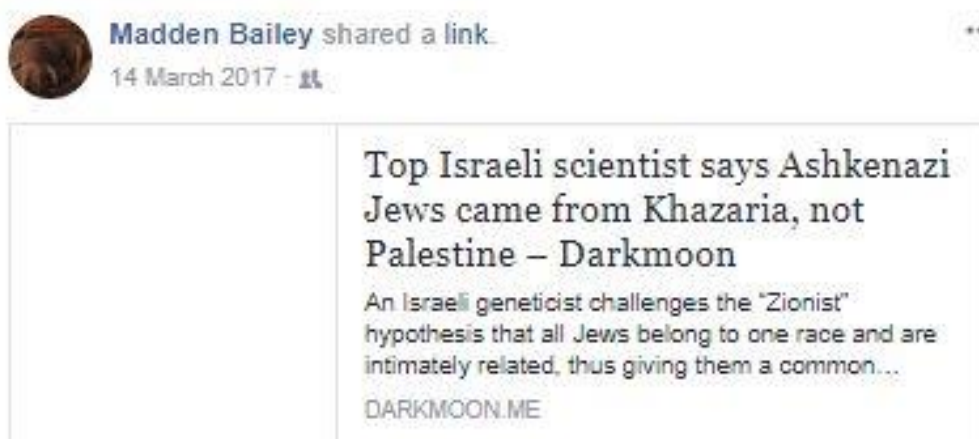 Madden Bailey shared a link.
14 March 2017 ·
Top Israeli scientist says Ashkenazi
Jews came from Khazaria, not
Palestine – Darkmoon
An Israeli geneticist challenges the “Zionist”
hypothesis that all Jews belong to one race and are
intimately related, thus giving them a common...
DARKMOON.ME